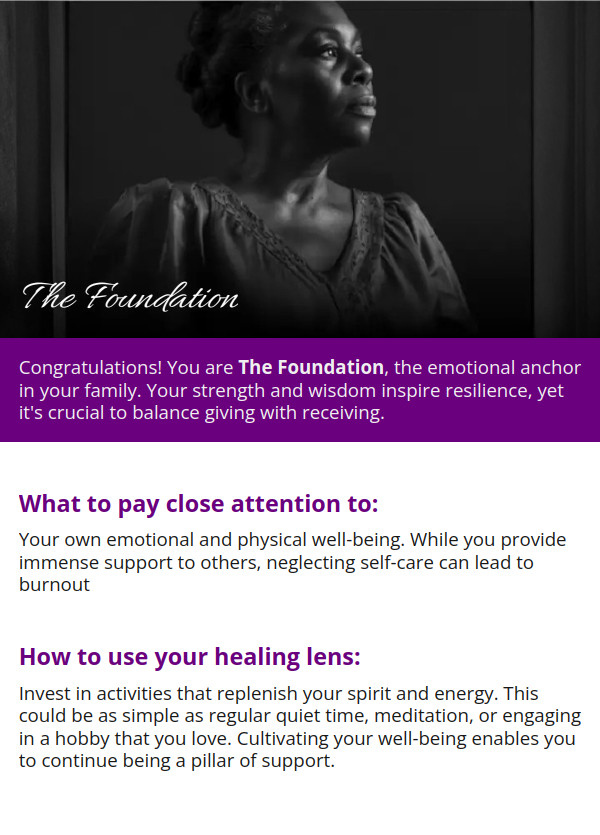 The Foundation
Congratulations! You are The Foundation, the emotional anchor
in your family. Your strength and wisdom inspire resilience, yet
it's crucial to balance giving with receiving.
What to pay close attention to:
Your own emotional and physical well-being. While you provide
immense support to others, neglecting self-care can lead to
burnout
How to use your healing lens:
Invest in activities that replenish your spirit and energy. This
could be as simple as regular quiet time, meditation, or engaging
in a hobby that you love. Cultivating your well-being enables you
to continue being a pillar of support.